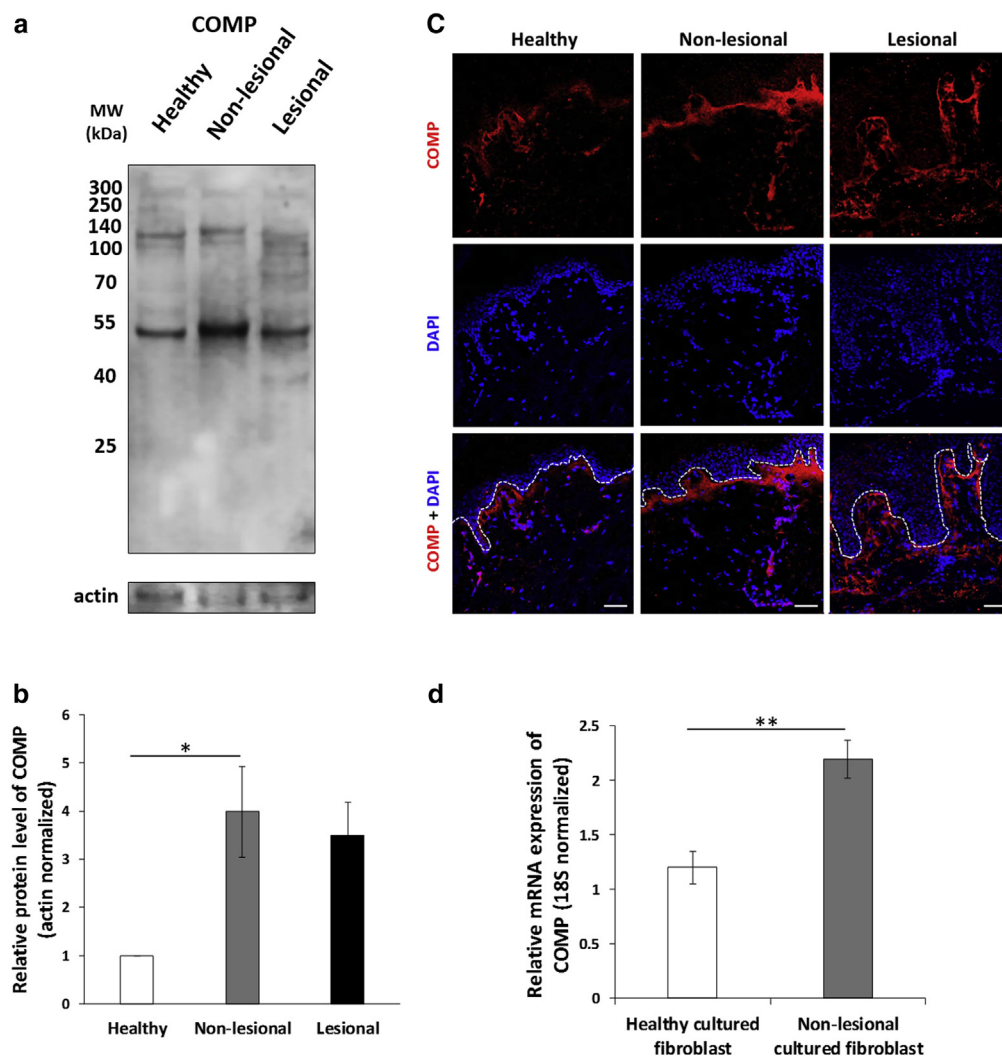 a
COMP
MW
(kDa)
Healthy
Non-lesional
Lesional
300
250
140
100
70
55
40
25
actin
b
Relative protein level of COMP
(actin normalized)
6
5
4
3
2
1
0
*
Healthy
Non-lesional
Lesional
C
Healthy
Non-lesional
Lesional
COMP
DAPI
COMP + DAPI
d
Relative mRNA expression of
COMP (18S normalized)
2.5
2
1.5
1
0.5
0
**
Healthy cultured
fibroblast
Non-lesional
cultured fibroblast